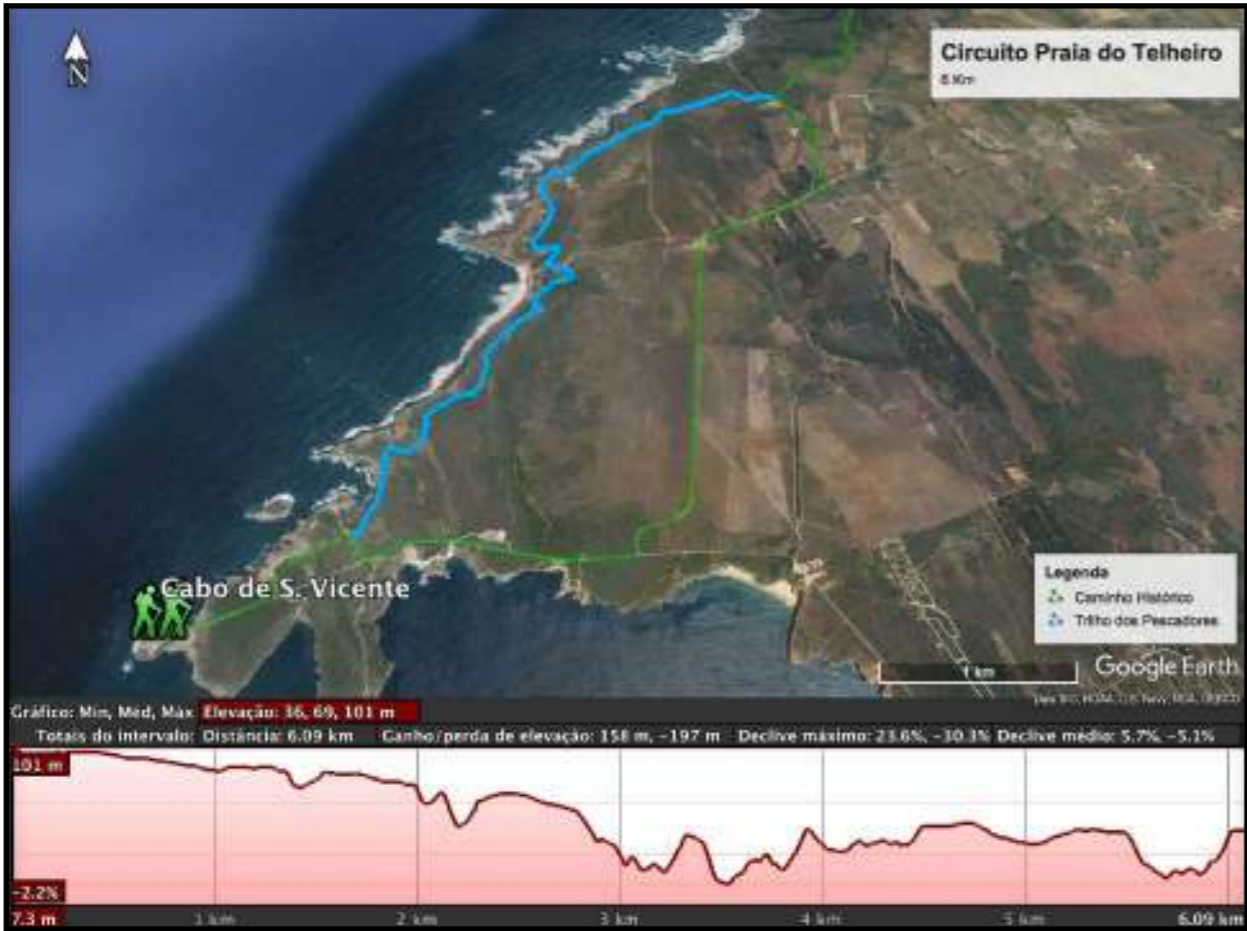 N
Circuito Praia do Telheiro
8 Km
Cabo de S. Vicente
Legenda
Caminho Histórico
Trilho dos Pescadores
1 km
Google Earth
Gráfico: Min, Méd, Máx Elevação: 36, 69, 101 m
Totais do intervalo: Distância: 6.09 km Ganho/perda de elevação: 158 m, -197 m Declive máximo: 23.6%, -30.3% Declive médio: 5.7%, -5.1%
101 m
-2.2%
7.3 m 1 km 2 km 3 km 4 km 5 km 6.09 km